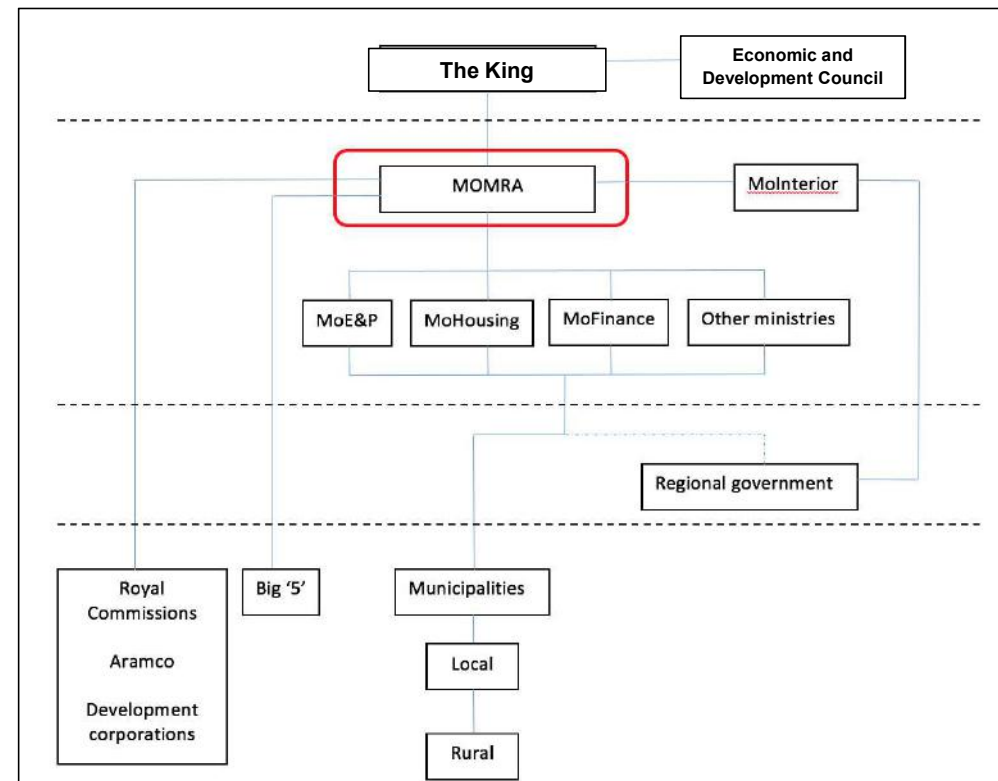 The King
Economic and
Development Council
MOMRA
MoInterior
MoE&P
MoHousing
MoFinance
Other ministries
Regional government
Royal
Commissions
Aramco
Development
corporations
Big ‘5’
Municipalities
Local
Rural